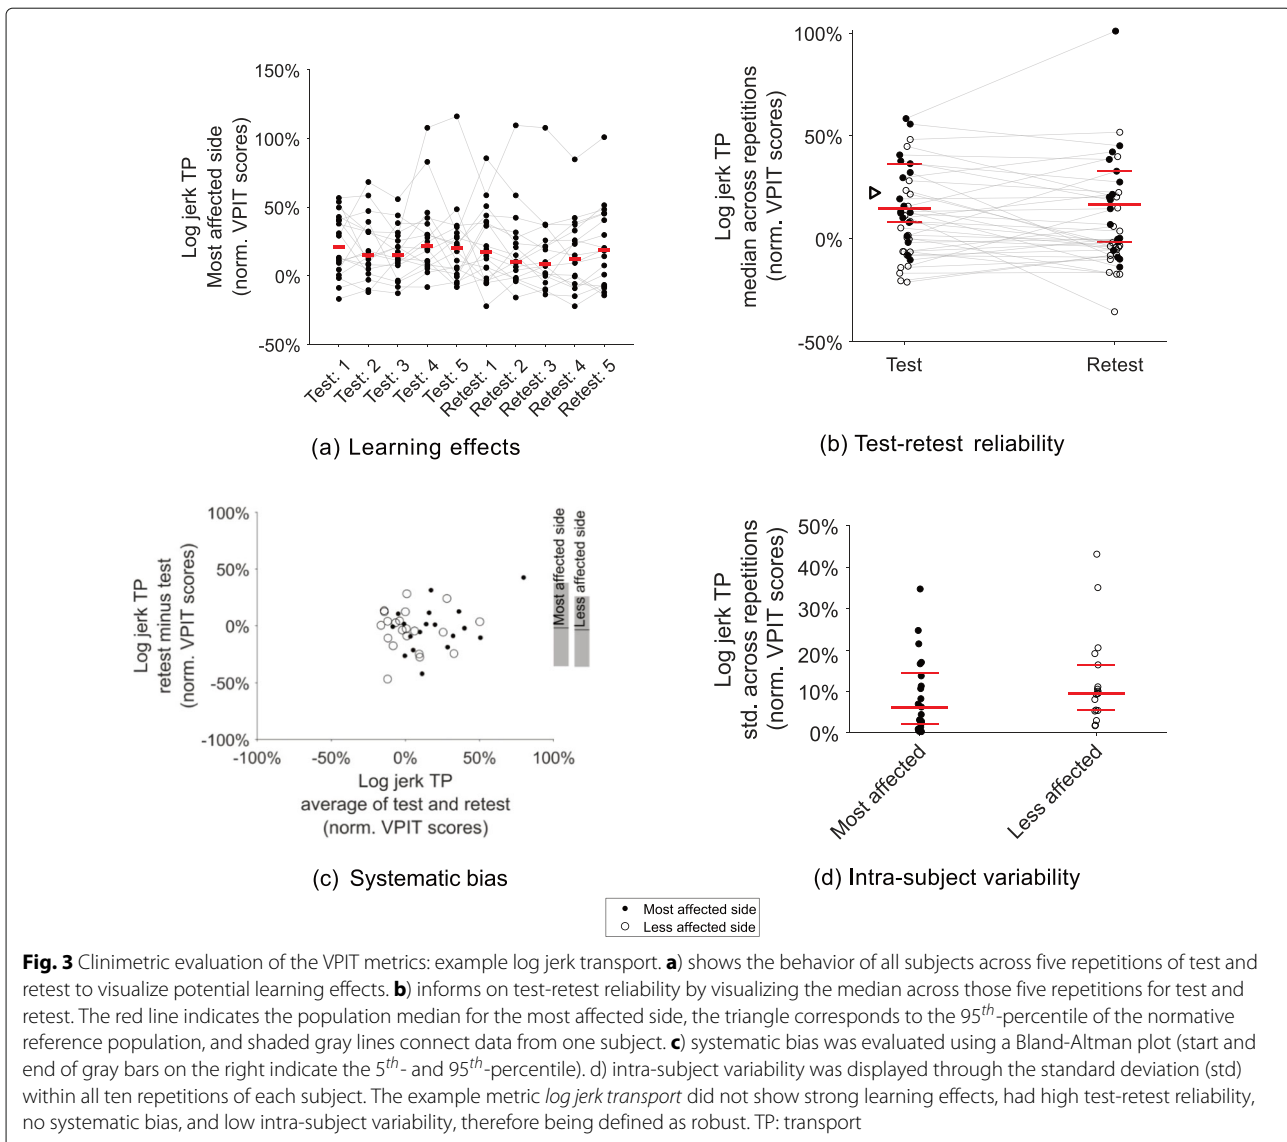 150%
100%
50%
0%
-50%
Log jerk TP
Most affected side
(norm. VPIT scores)
Test: 1
Test: 2
Test: 3
Test: 4
Test: 5
Retest: 1
Retest: 2
Retest: 3
Retest: 4
Retest: 5
(a) Learning effects
100%
50%
0%
-50%
Log jerk TP
median across repetitions
(norm. VPIT scores)
Test
Retest
(b) Test-retest reliability
100%
50%
0%
-50%
-100%
Log jerk TP
retest minus test
(norm. VPIT scores)
Most affected side
Less affected side
-100%
-50%
0%
50%
100%
Log jerk TP
average of test and retest
(norm. VPIT scores)
(c) Systematic bias
50%
40%
30%
20%
10%
0%
Log jerk TP
std. across repetitions
(norm. VPIT scores)
Most affected
Less affected
(d) Intra-subject variability
Most affected side
Less affected side
Fig. 3 Clinimetric evaluation of the VPIT metrics: example log jerk transport. a) shows the behavior of all subjects across five repetitions of test and
retest to visualize potential learning effects. b) informs on test-retest reliability by visualizing the median across those five repetitions for test and
retest. The red line indicates the population median for the most affected side, the triangle corresponds to the 95th-percentile of the normative
reference population, and shaded gray lines connect data from one subject. c) systematic bias was evaluated using a Bland-Altman plot (start and
end of gray bars on the right indicate the 5th- and 95th-percentile). d) intra-subject variability was displayed through the standard deviation (std)
within all ten repetitions of each subject. The example metric log jerk transport did not show strong learning effects, had high test-retest reliability,
no systematic bias, and low intra-subject variability, therefore being defined as robust. TP: transport